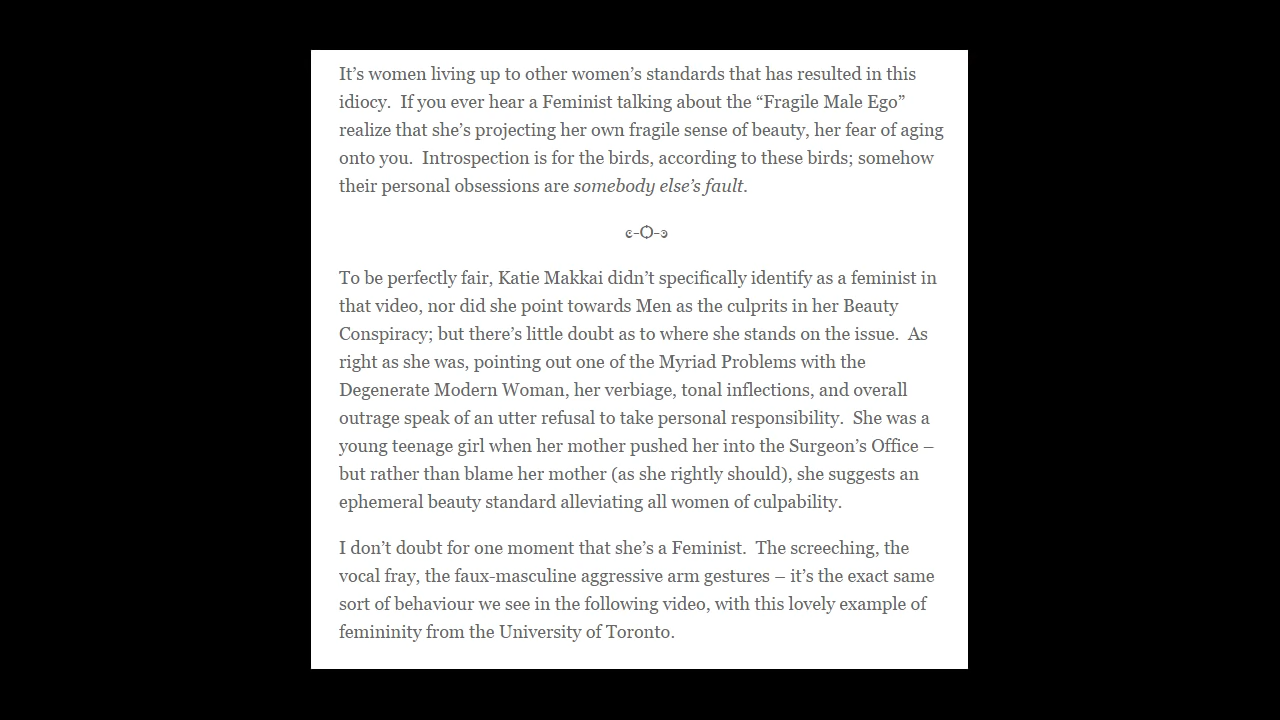 It’s women living up to other women’s standards that has resulted in this
idiocy.  If you ever hear a Feminist talking about the “Fragile Male Ego”
realize that she’s projecting her own fragile sense of beauty, her fear of aging
onto you.  Introspection is for the birds, according to these birds; somehow
their personal obsessions are somebody else’s fault.
To be perfectly fair, Katie Makkai didn’t specifically identify as a feminist in
that video, nor did she point towards Men as the culprits in her Beauty
Conspiracy; but there’s little doubt as to where she stands on the issue.  As
right as she was, pointing out one of the Myriad Problems with the
Degenerate Modern Woman, her verbiage, tonal inflections, and overall
outrage speak of an utter refusal to take personal responsibility.  She was a
young teenage girl when her mother pushed her into the Surgeon’s Office –
but rather than blame her mother (as she rightly should), she suggests an
ephemeral beauty standard alleviating all women of culpability.
I don’t doubt for one moment that she’s a Feminist.  The screeching, the
vocal fray, the faux-masculine aggressive arm gestures – it’s the exact same
sort of behaviour we see in the following video, with this lovely example of
femininity from the University of Toronto.